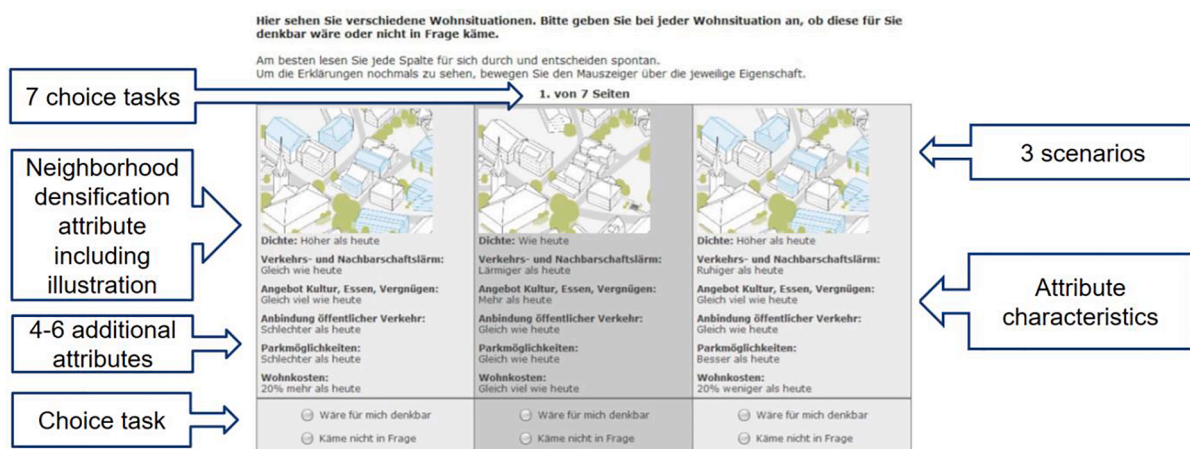 Hier sehen Sie verschiedene Wohnsituationen. Bitte geben Sie bei jeder Wohnsituation an, ob diese für Sie
denkbar wäre oder nicht in Frage käme.
Am besten lesen Sie jede Spalte für sich durch und entscheiden spontan.
Um die Erklärungen nochmals zu sehen, bewegen Sie den Mauszeiger über die jeweilige Eigenschaft.
7 choice tasks
1. von 7 Seiten
Neighborhood
densification
attribute
including
illustration
4-6 additional
attributes
Choice task
Dichte: Höher als heute
Verkehrs- und Nachbarschaftslärm:
Gleich wie heute
Angebot Kultur, Essen, Vergnügen:
Gleich viel wie heute
Anbindung öffentlicher Verkehr:
Schlechter als heute
Parkmöglichkeiten:
Schlechter als heute
Wohnkosten:
20% mehr als heute
Wäre für mich denkbar
Käme nicht in Frage
Dichte: Wie heute
Verkehrs- und Nachbarschaftslärm:
Lärmiger als heute
Angebot Kultur, Essen, Vergnügen:
Mehr als heute
Anbindung öffentlicher Verkehr:
Gleich wie heute
Parkmöglichkeiten:
Gleich wie heute
Wohnkosten:
Gleich viel wie heute
Wäre für mich denkbar
Käme nicht in Frage
Dichte: Höher als heute
Verkehrs- und Nachbarschaftslärm:
Ruhiger als heute
Angebot Kultur, Essen, Vergnügen:
Gleich viel wie heute
Anbindung öffentlicher Verkehr:
Gleich wie heute
Parkmöglichkeiten:
Besser als heute
Wohnkosten:
20% weniger als heute
Wäre für mich denkbar
Käme nicht in Frage
3 scenarios
Attribute
characteristics